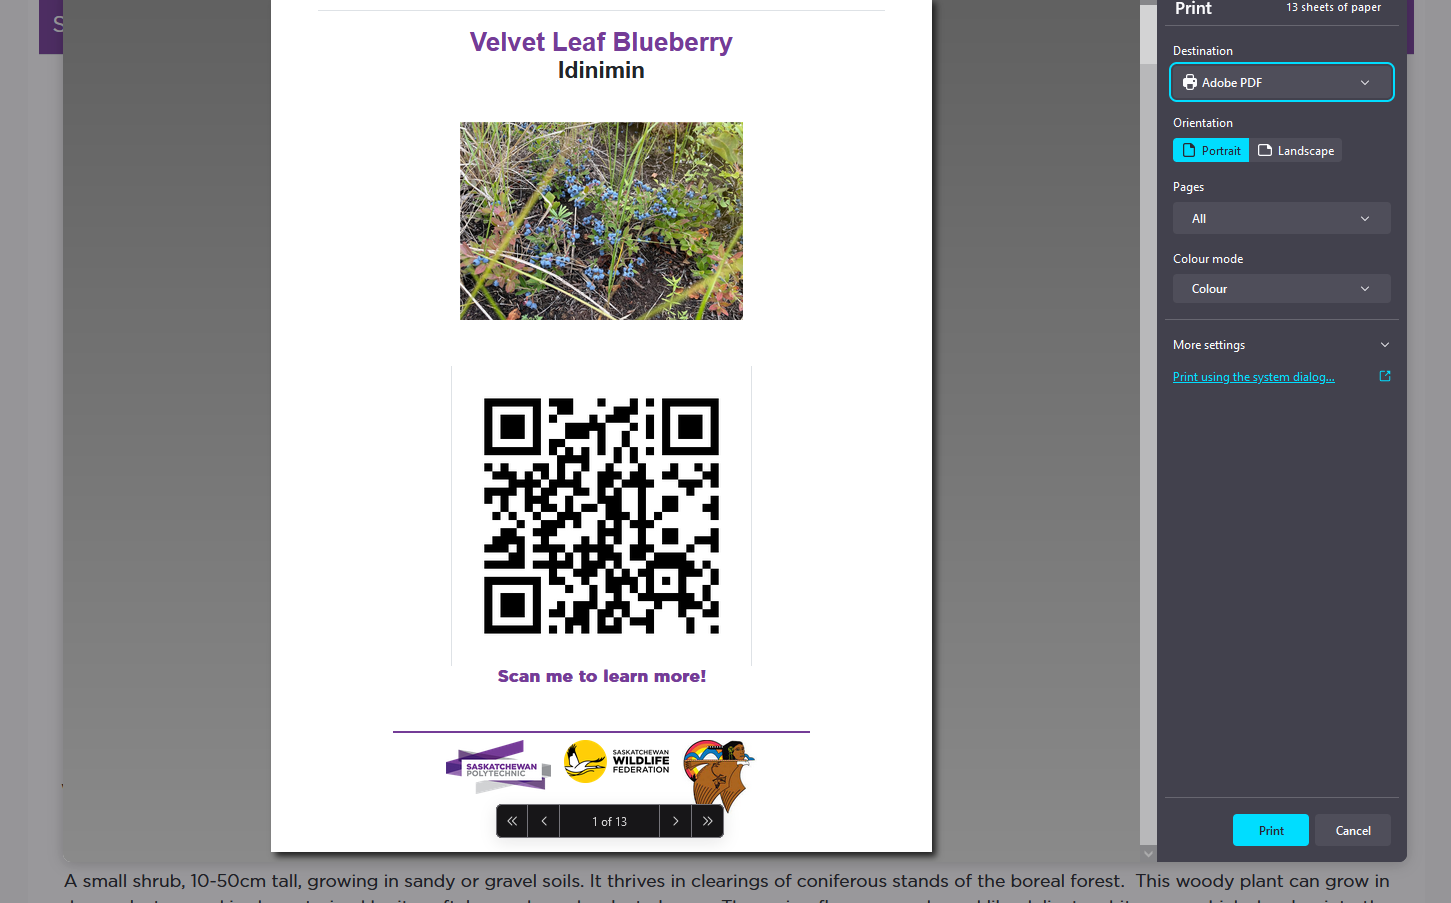 Print
13 sheets of paper
Velvet Leaf Blueberry
Idinimin
Scan me to learn more!
SASKATCHEWAN
POLYTECHNIC
SASKATCHEWAN
WILDLIFE
FEDERATION
1 of 13
Destination
Adobe PDF
Orientation
Portrait
Landscape
Pages
All
Colour mode
Colour
More settings
Print using the system dialog...
Print
Cancel
A small shrub, 10-50cm tall, growing in sandy or gravel soils. It thrives in clearings of coniferous stands of the boreal forest. This woody plant can grow in